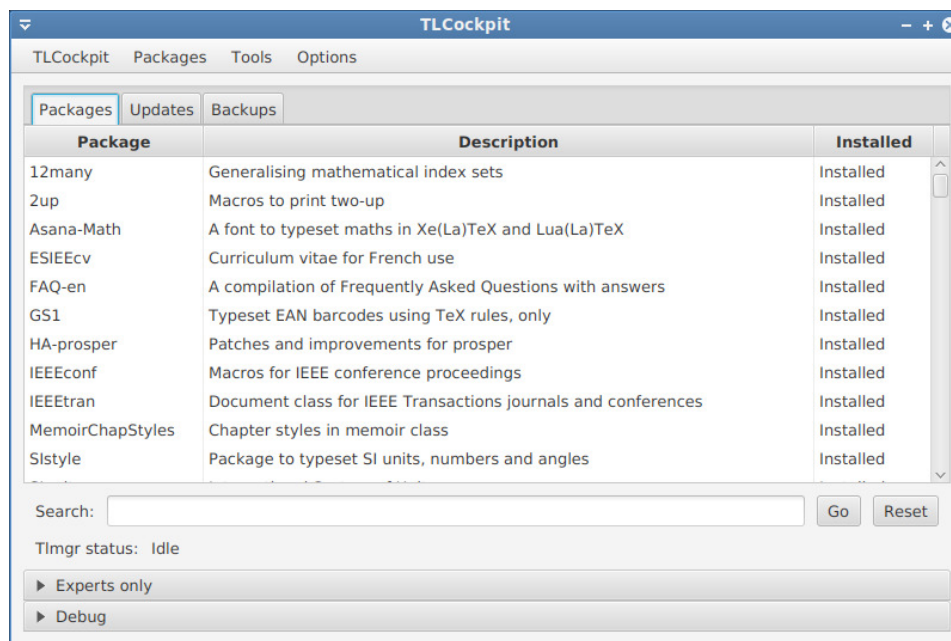 TLCockpit
TLCockpit Packages Tools Options
Packages Updates Backups
Package Description Installed
12many Generalising mathematical index sets Installed
2up Macros to print two-up Installed
Asana-Math A font to typeset maths in Xe(La)TeX and Lua(La)TeX Installed
ESIEEcv Curriculum vitae for French use Installed
FAQ-en A compilation of Frequently Asked Questions with answers Installed
GS1 Typeset EAN barcodes using TeX rules, only Installed
HA-prosper Patches and improvements for prosper Installed
IEEEconf Macros for IEEE conference proceedings Installed
IEEEtran Document class for IEEE Transactions journals and conferences Installed
MemoirChapStyles Chapter styles in memoir class Installed
SIstyle Package to typeset SI units, numbers and angles Installed
Search: Go Reset
Tlmgr status: Idle
Experts only
Debug